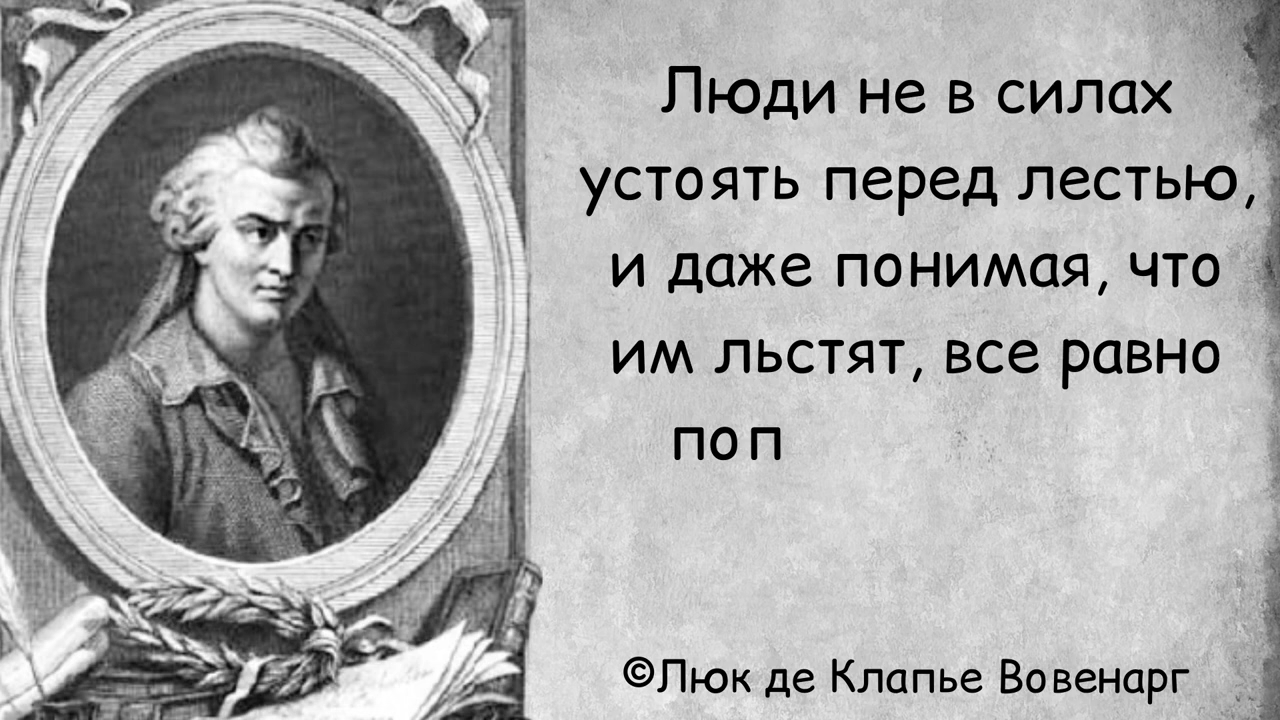 Люди не в силах
устоять перед лестью,
и даже понимая, что
им льстят, все равно
поп
©Люк де Клапье Вовенарг